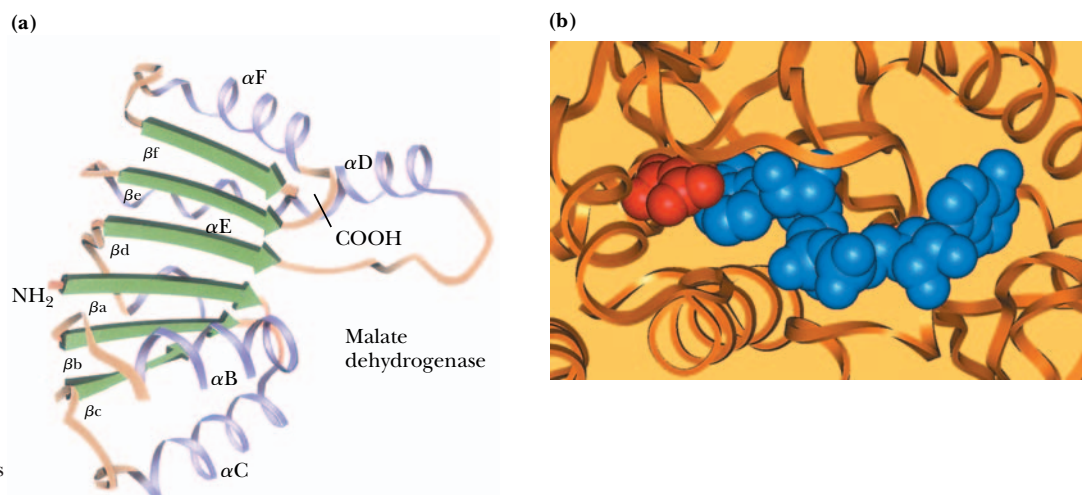 (a)
(b)
αF
βf
αD
βe
αE
COOH
βd
NH₂
βa
Malate
dehydrogenase
βb
αB
βc
αC
s